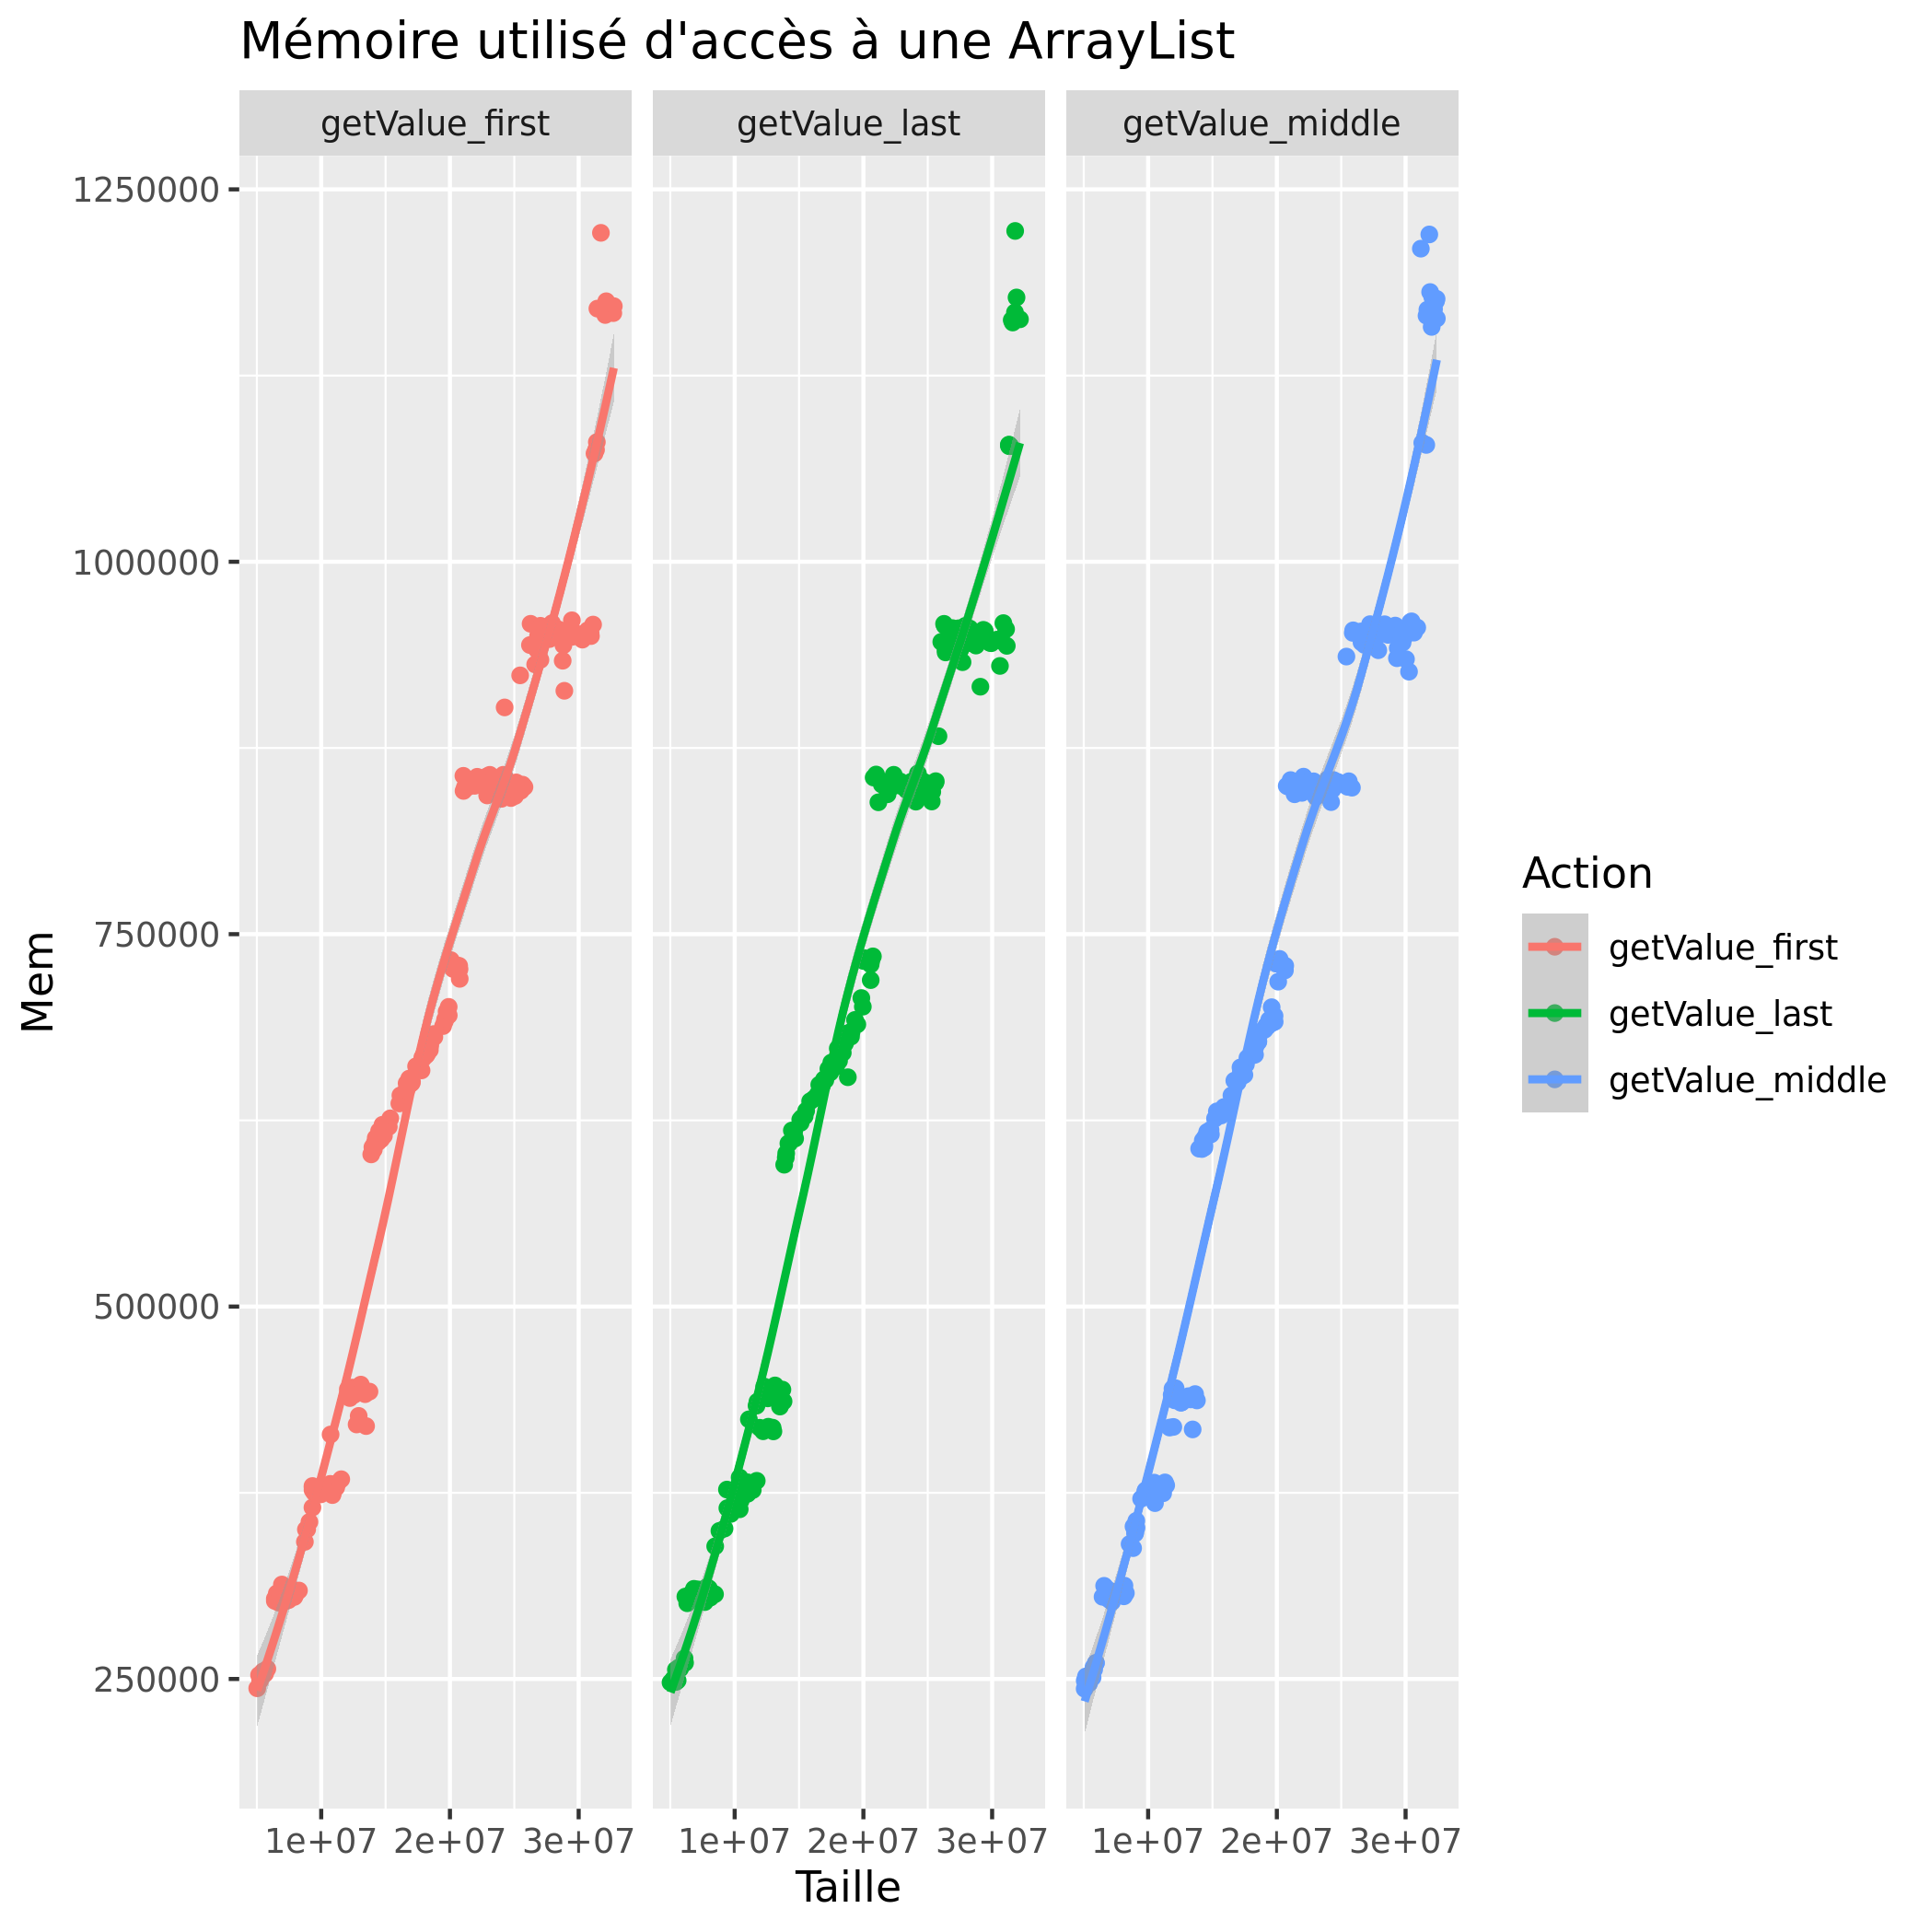 Mémoire utilisé d'accès à une ArrayList
getValue_first getValue_last getValue_middle
1250000
1000000
750000
500000
250000
Mem
1e+07 2e+07 3e+07 1e+07 2e+07 3e+07 1e+07 2e+07 3e+07
Taille
Action
getValue_first
getValue_last
getValue_middle